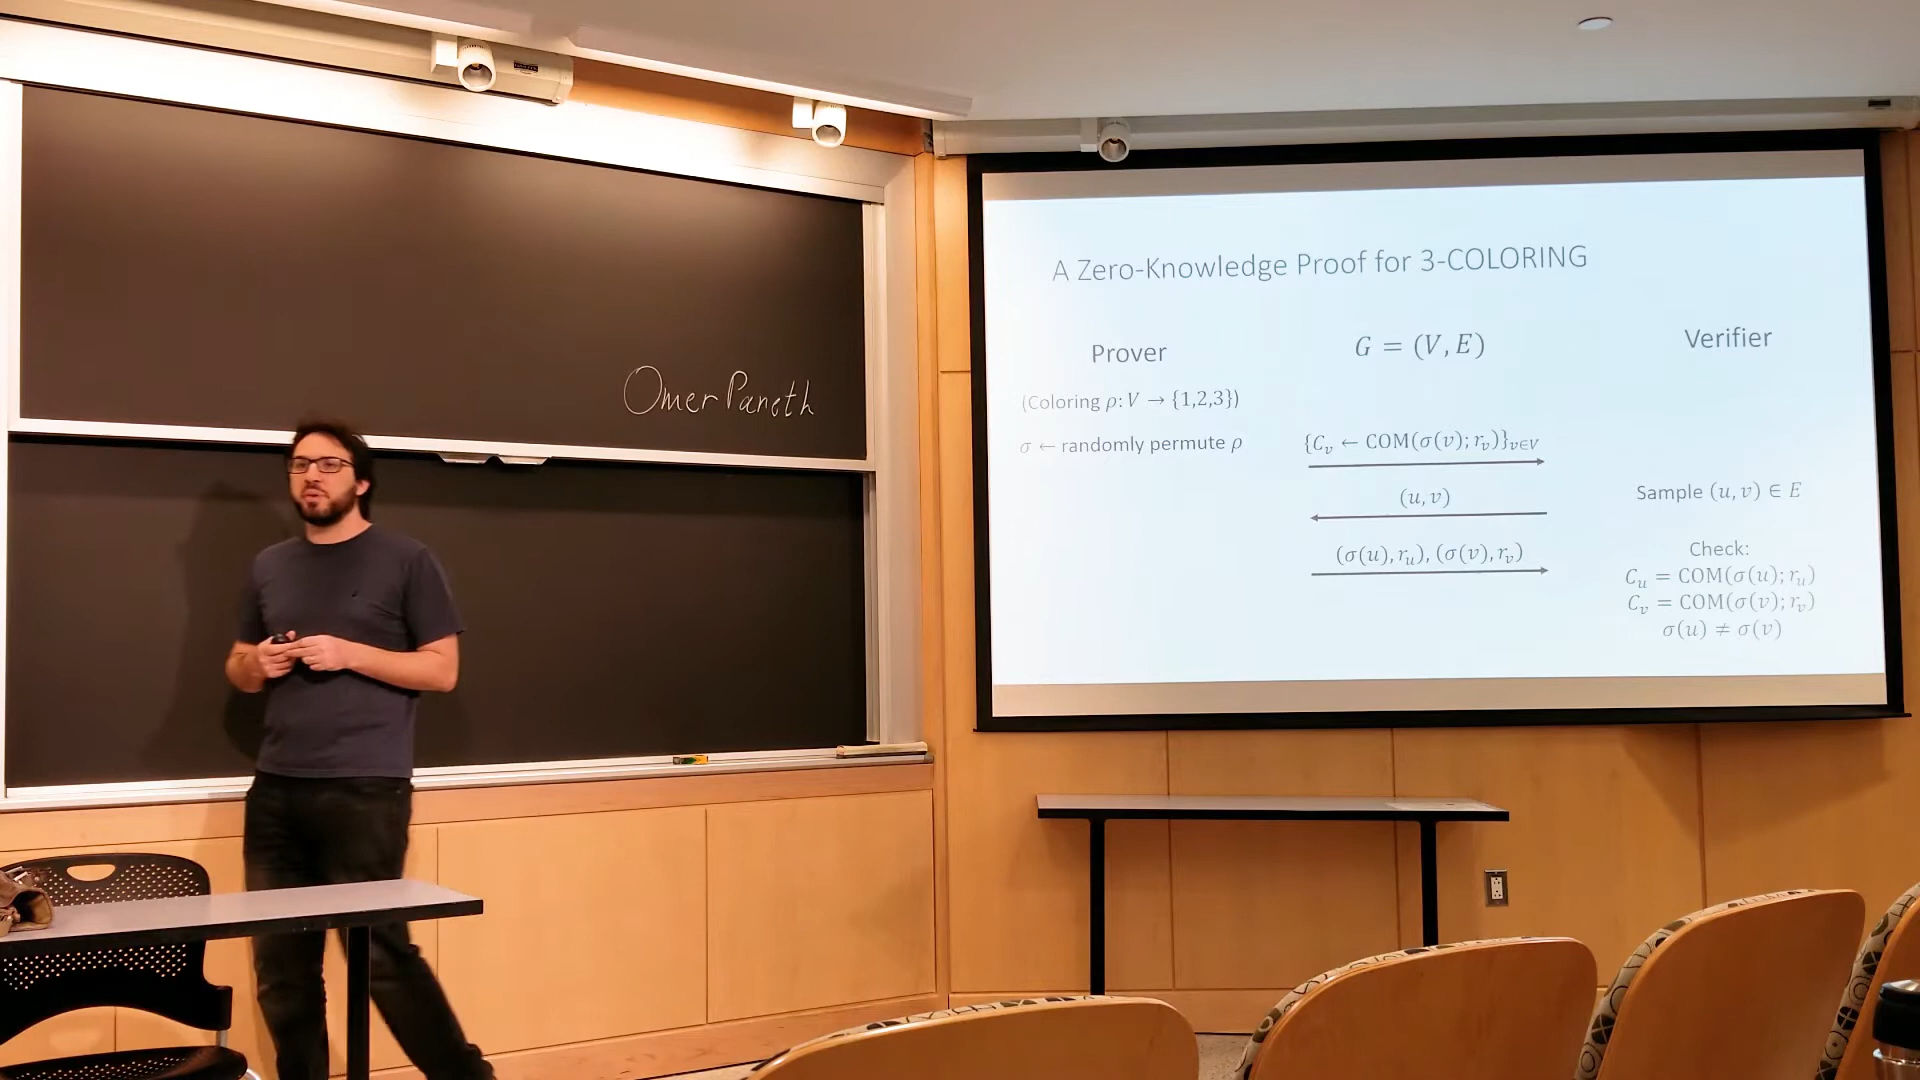 Omer Paneth
A Zero-Knowledge Proof for 3-COLORING
Prover
G = (V, E)
Verifier
(Coloring ρ: V → {1,2,3})
σ ← randomly permute ρ
{C_v ← COM(σ(v); r_v)}_{v∈V}
(u, v)
Sample (u, v) ∈ E
(σ(u), r_u), (σ(v), r_v)
Check:
C_u = COM(σ(u); r_u)
C_v = COM(σ(v); r_v)
σ(u) ≠ σ(v)